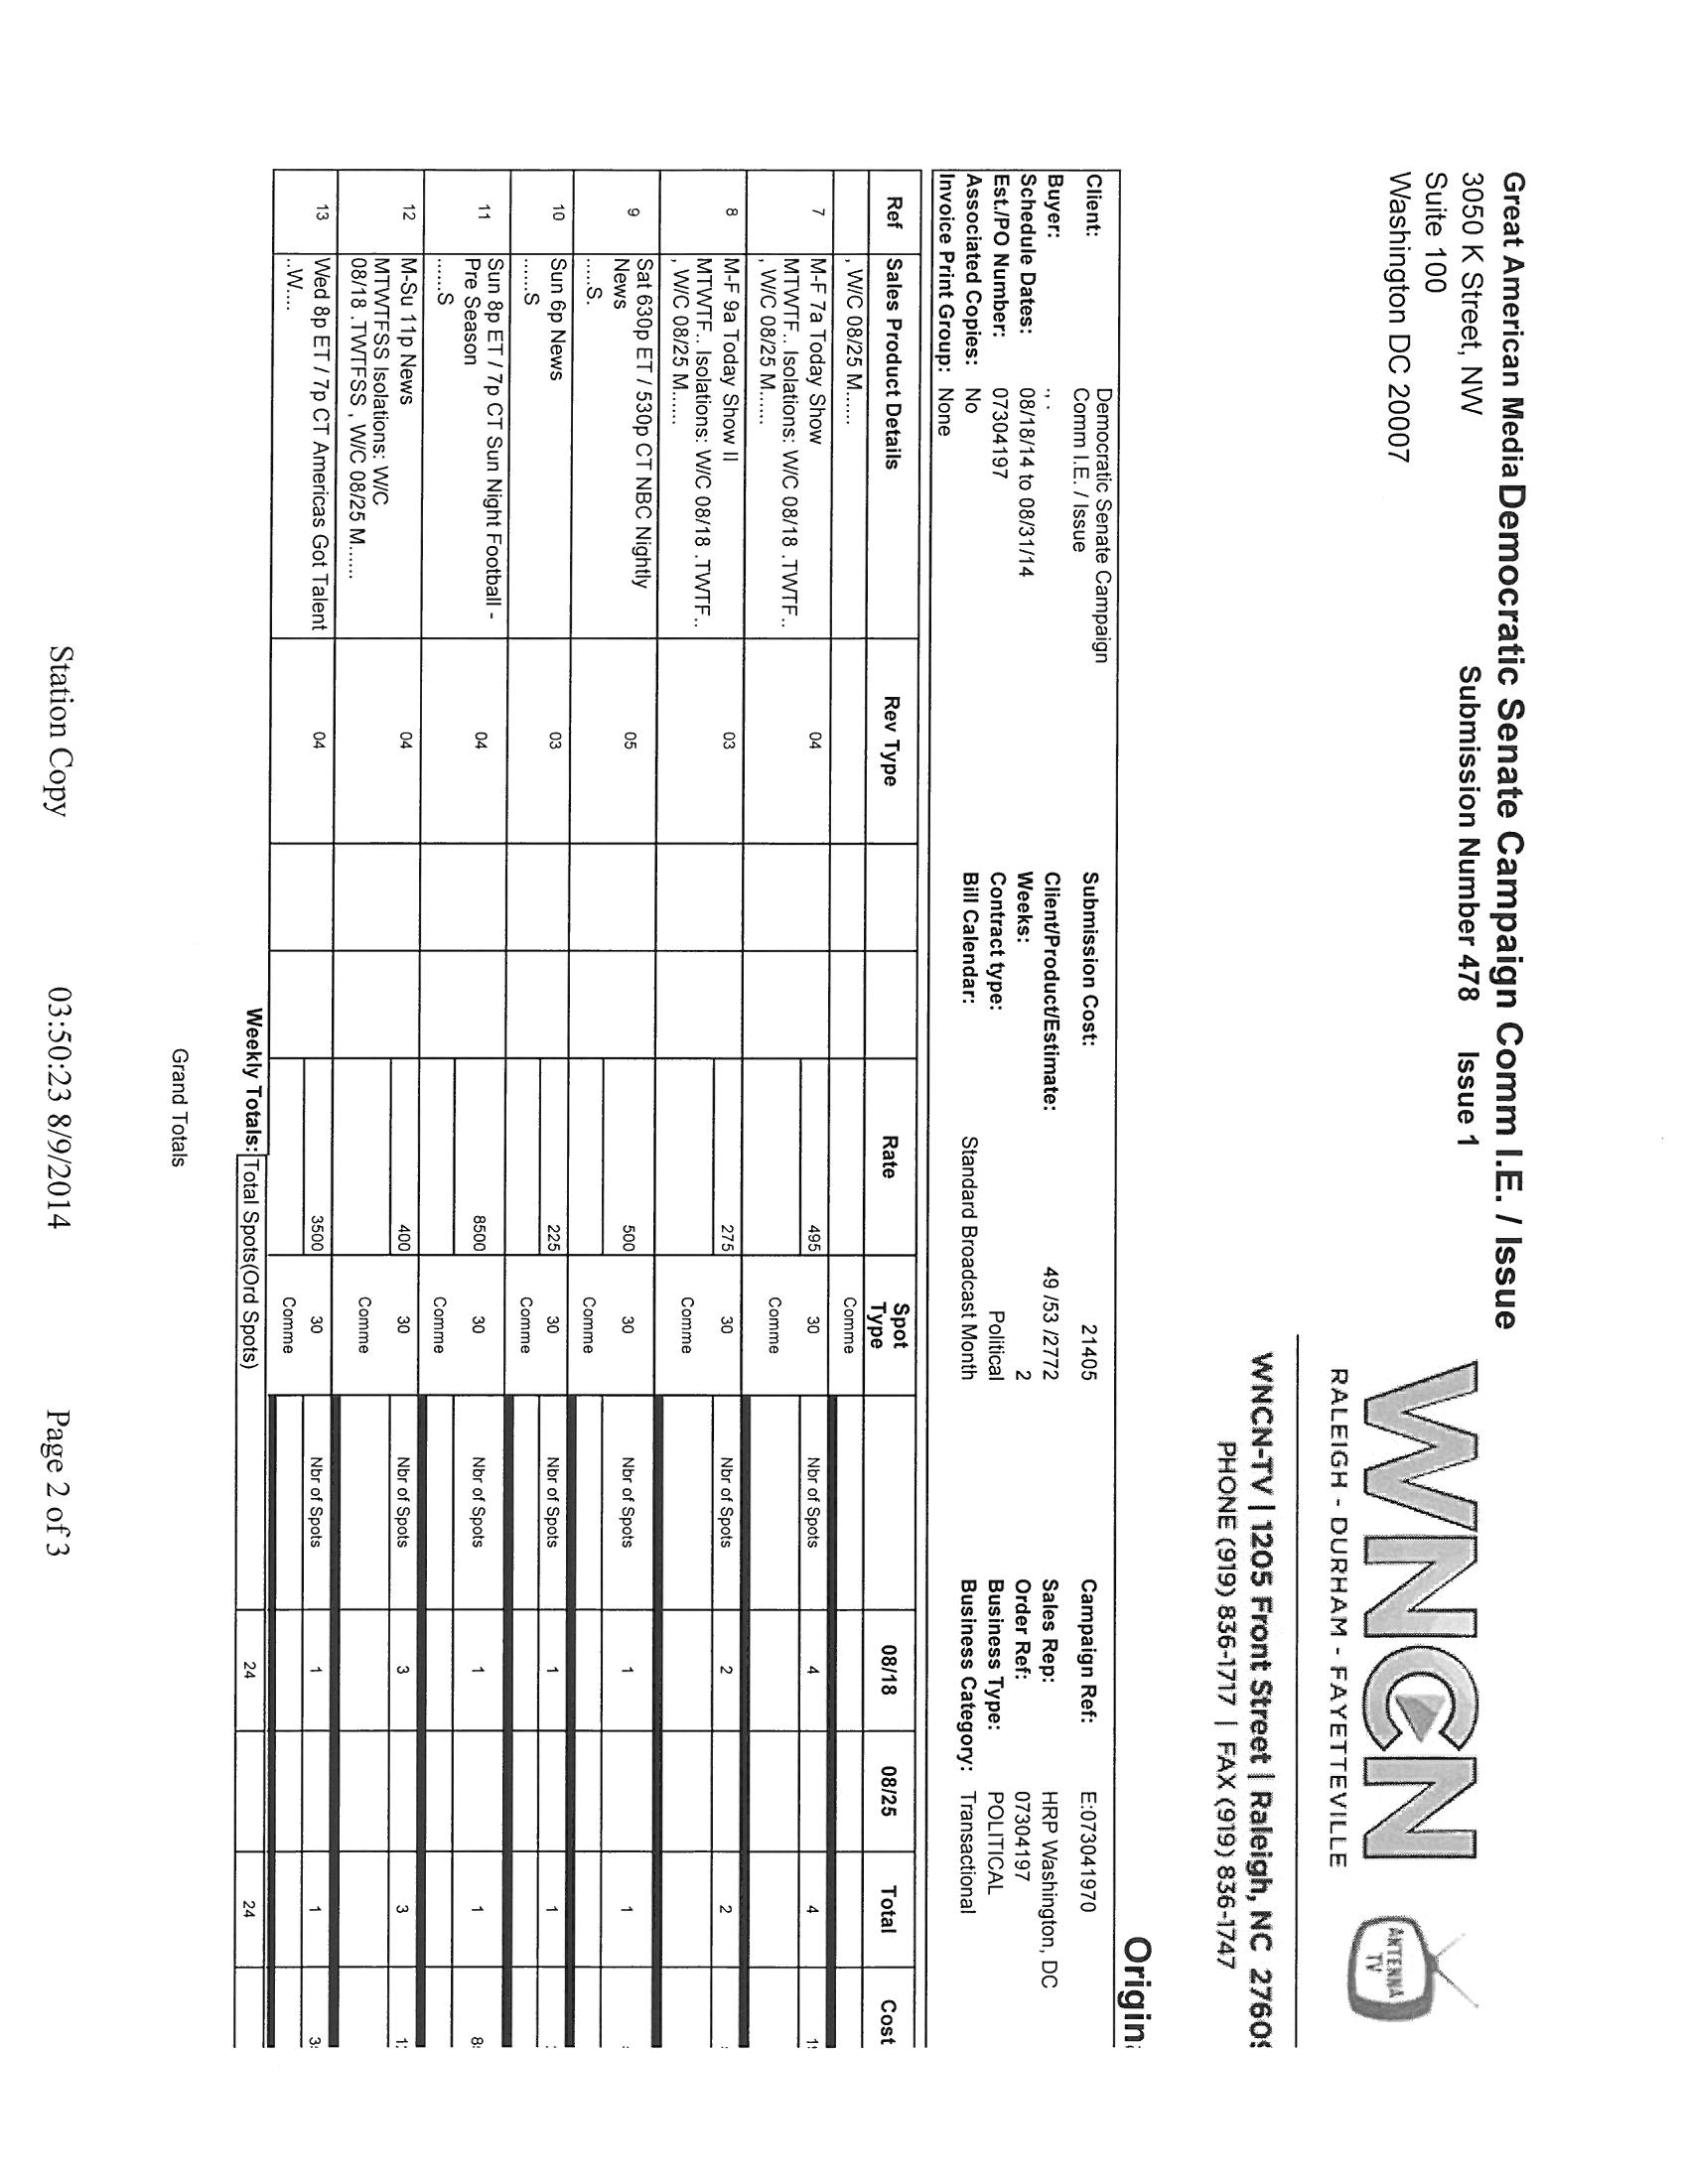 Great American Media Democratic Senate Campaign Comm I.E. / Issue
3050 K Street, NW
Submission Number 478 Issue 1
Suite 100
Washington DC 20007
WNCN
RALEIGH - DURHAM - FAYETTEVILLE
ANTENNA
TV
WNCN-TV | 1205 Front Street | Raleigh, NC 2760
PHONE (919) 836-1717 | FAX (919) 836-1747
Origin
Client: Democratic Senate Campaign Comm I.E. / Issue Submission Cost: 21405 Campaign Ref: E:073041970
Buyer: ., . Client/Product/Estimate: 49 /53 /2772 Sales Rep: HRP Washington, DC
Schedule Dates: 08/18/14 to 08/31/14 Weeks: 2 Order Ref: 07304197
Est./PO Number: 07304197 Contract type: Political Business Type: POLITICAL
Associated Copies: No Bill Calendar: Standard Broadcast Month Business Category: Transactional
Invoice Print Group: None
Ref Sales Product Details Rev Type Rate Spot Type 08/18 08/25 Total Cost
, W/C 08/25 M...... Comme
7 M-F 7a Today Show 04 495 30 Nbr of Spots 4 4
MTWTF.. Isolations: W/C 08/18 .TWTF.. Comme
, W/C 08/25 M......
8 M-F 9a Today Show II 03 275 30 Nbr of Spots 2 2
MTWTF.. Isolations: W/C 08/18 .TWTF..
, W/C 08/25 M...... Comme
9 Sat 630p ET / 530p CT NBC Nightly 05 500 30 Nbr of Spots 1 1
News
.....S. Comme
10 Sun 6p News 03 225 30 Nbr of Spots 1 1
......S Comme
11 Sun 8p ET / 7p CT Sun Night Football - 04 8500 30 Nbr of Spots 1 1 8
Pre Season
......S Comme
12 M-Su 11p News 04 400 30 Nbr of Spots 3 3 1
MTWTFSS Isolations: W/C
08/18 .TWTFSS , W/C 08/25 M...... Comme
13 Wed 8p ET / 7p CT Americas Got Talent 04 3500 30 Nbr of Spots 1 1 3
..W.... Comme
Weekly Totals: Total Spots(Ord Spots) 24 24
Grand Totals
Station Copy 03:50:23 8/9/2014 Page 2 of 3